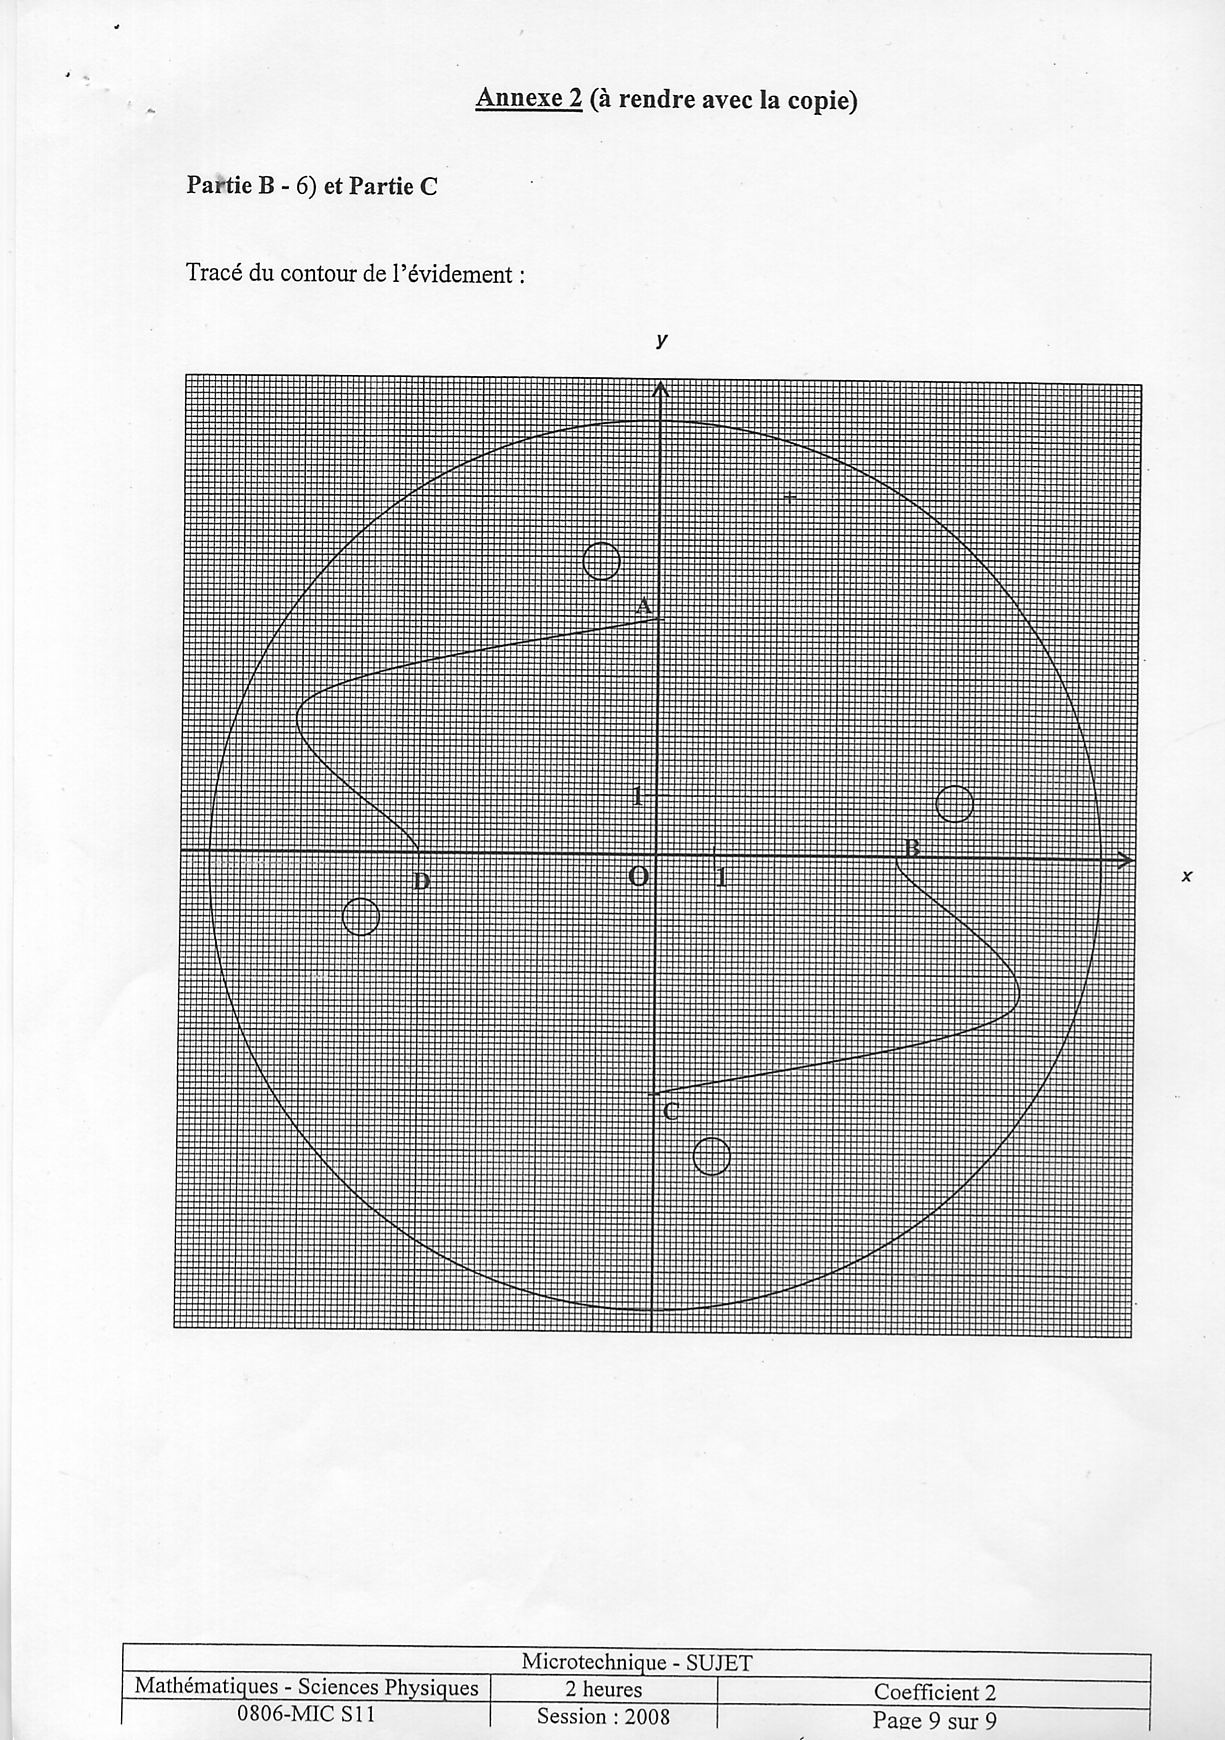 Annexe 2 (à rendre avec la copie)
Partie B - 6) et Partie C
Tracé du contour de l'évidement :
y
A
1
B
D
O
1
x
C
Microtechnique - SUJET
Mathématiques - Sciences Physiques
2 heures
Coefficient 2
0806-MIC S11
Session : 2008
Page 9 sur 9